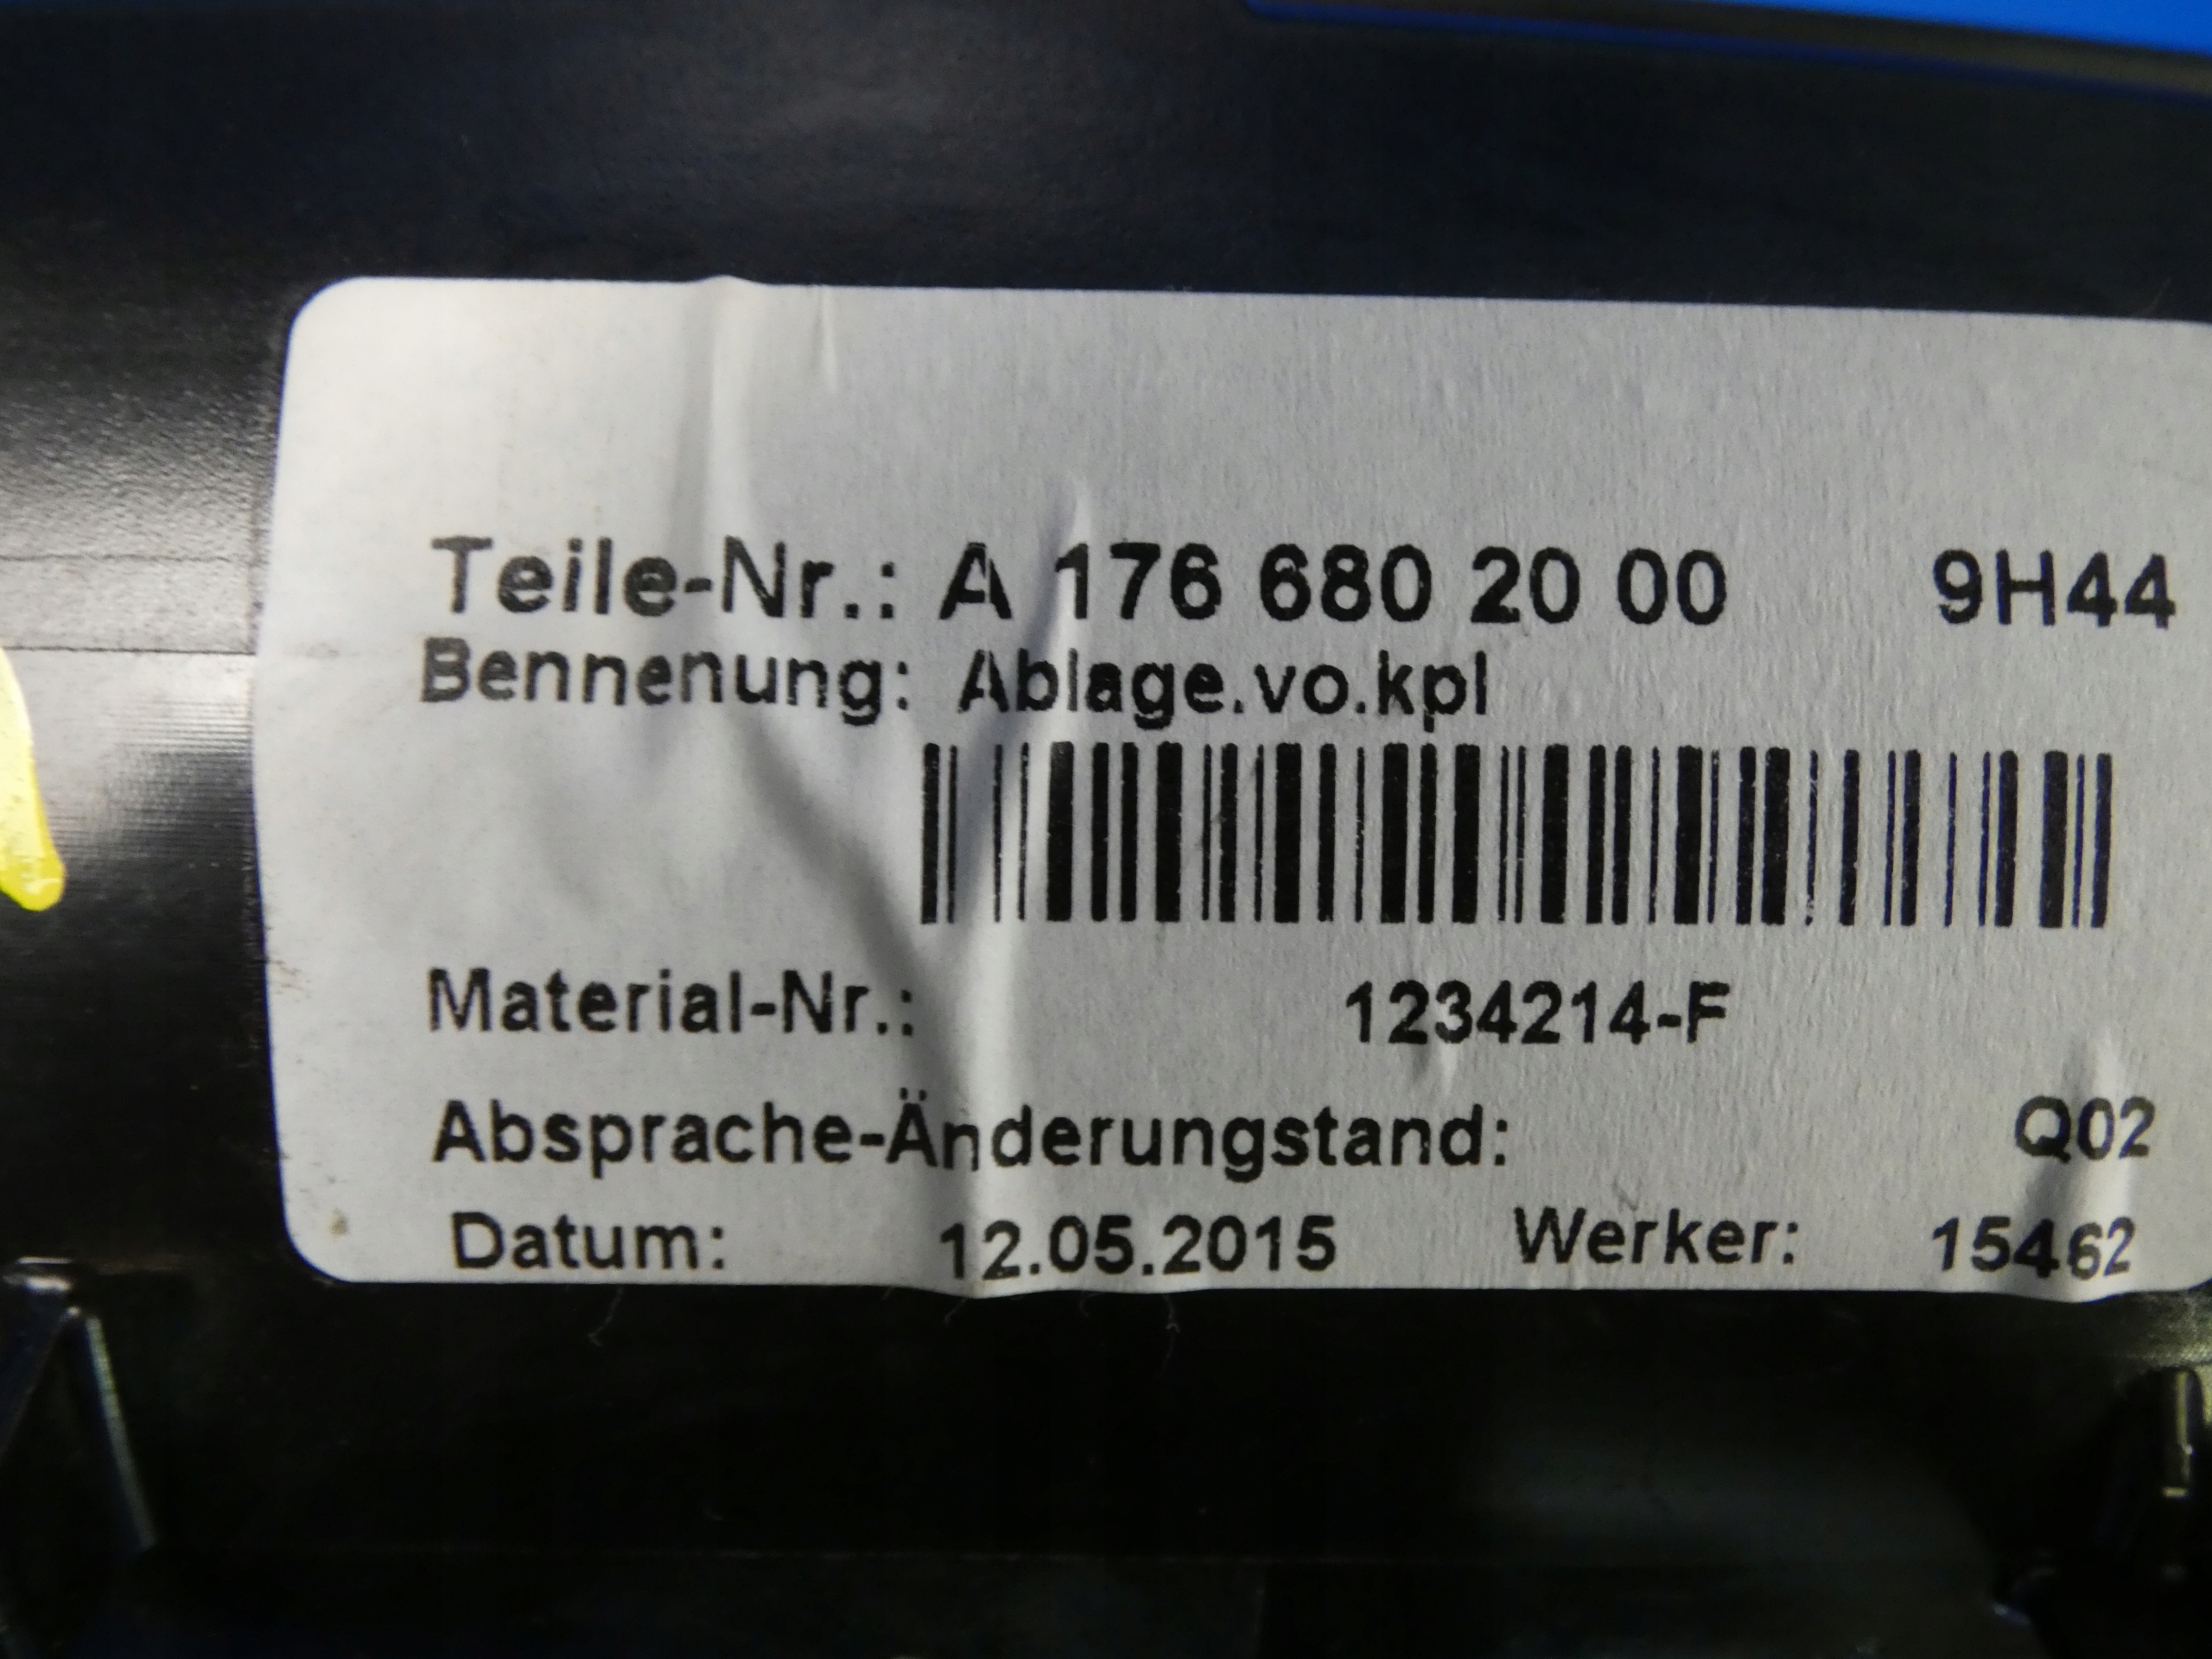 Teile-Nr.: A 176 680 20 00 9H44
Bennenung: Ablage.vo.kpl
Material-Nr.: 1234214-F
Absprache-Änderungstand: Q02
Datum: 12.05.2015 Werker: 15462